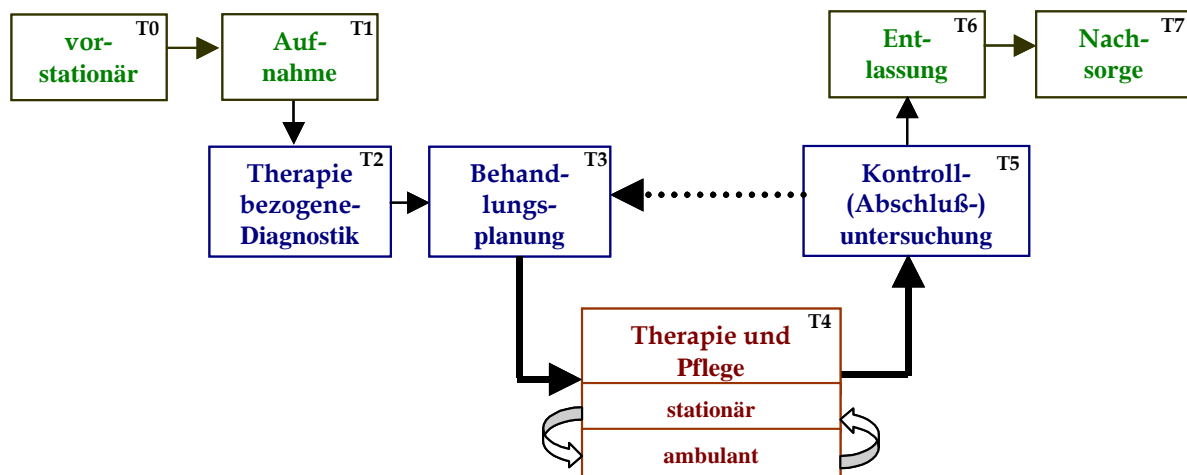 T0
vor-
stationär
T1
Auf-
nahme
T6
Ent-
lassung
T7
Nach-
sorge
T2
Therapie
bezogene-
Diagnostik
T3
Behand-
lungs-
planung
T5
Kontroll-
(Abschluß-)
untersuchung
T4
Therapie und
Pflege
stationär
ambulant